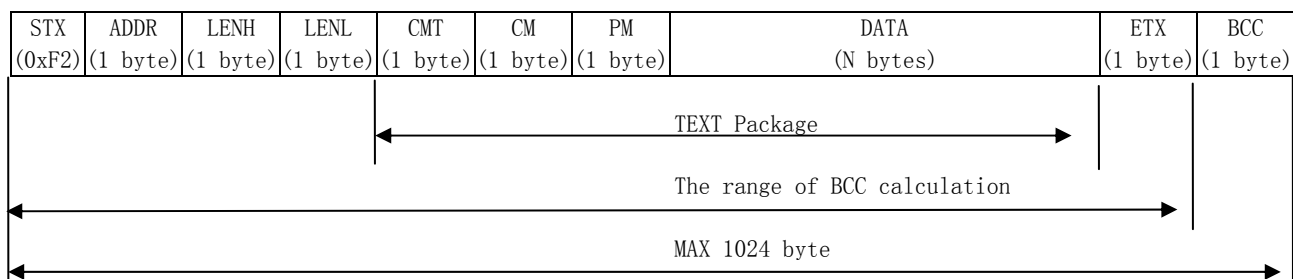 STX ADDR LENH LENL CMT CM PM DATA ETX BCC
(0xF2) (1 byte) (1 byte) (1 byte) (1 byte) (1 byte) (1 byte) (N bytes) (1 byte) (1 byte)
TEXT Package
The range of BCC calculation
MAX 1024 byte